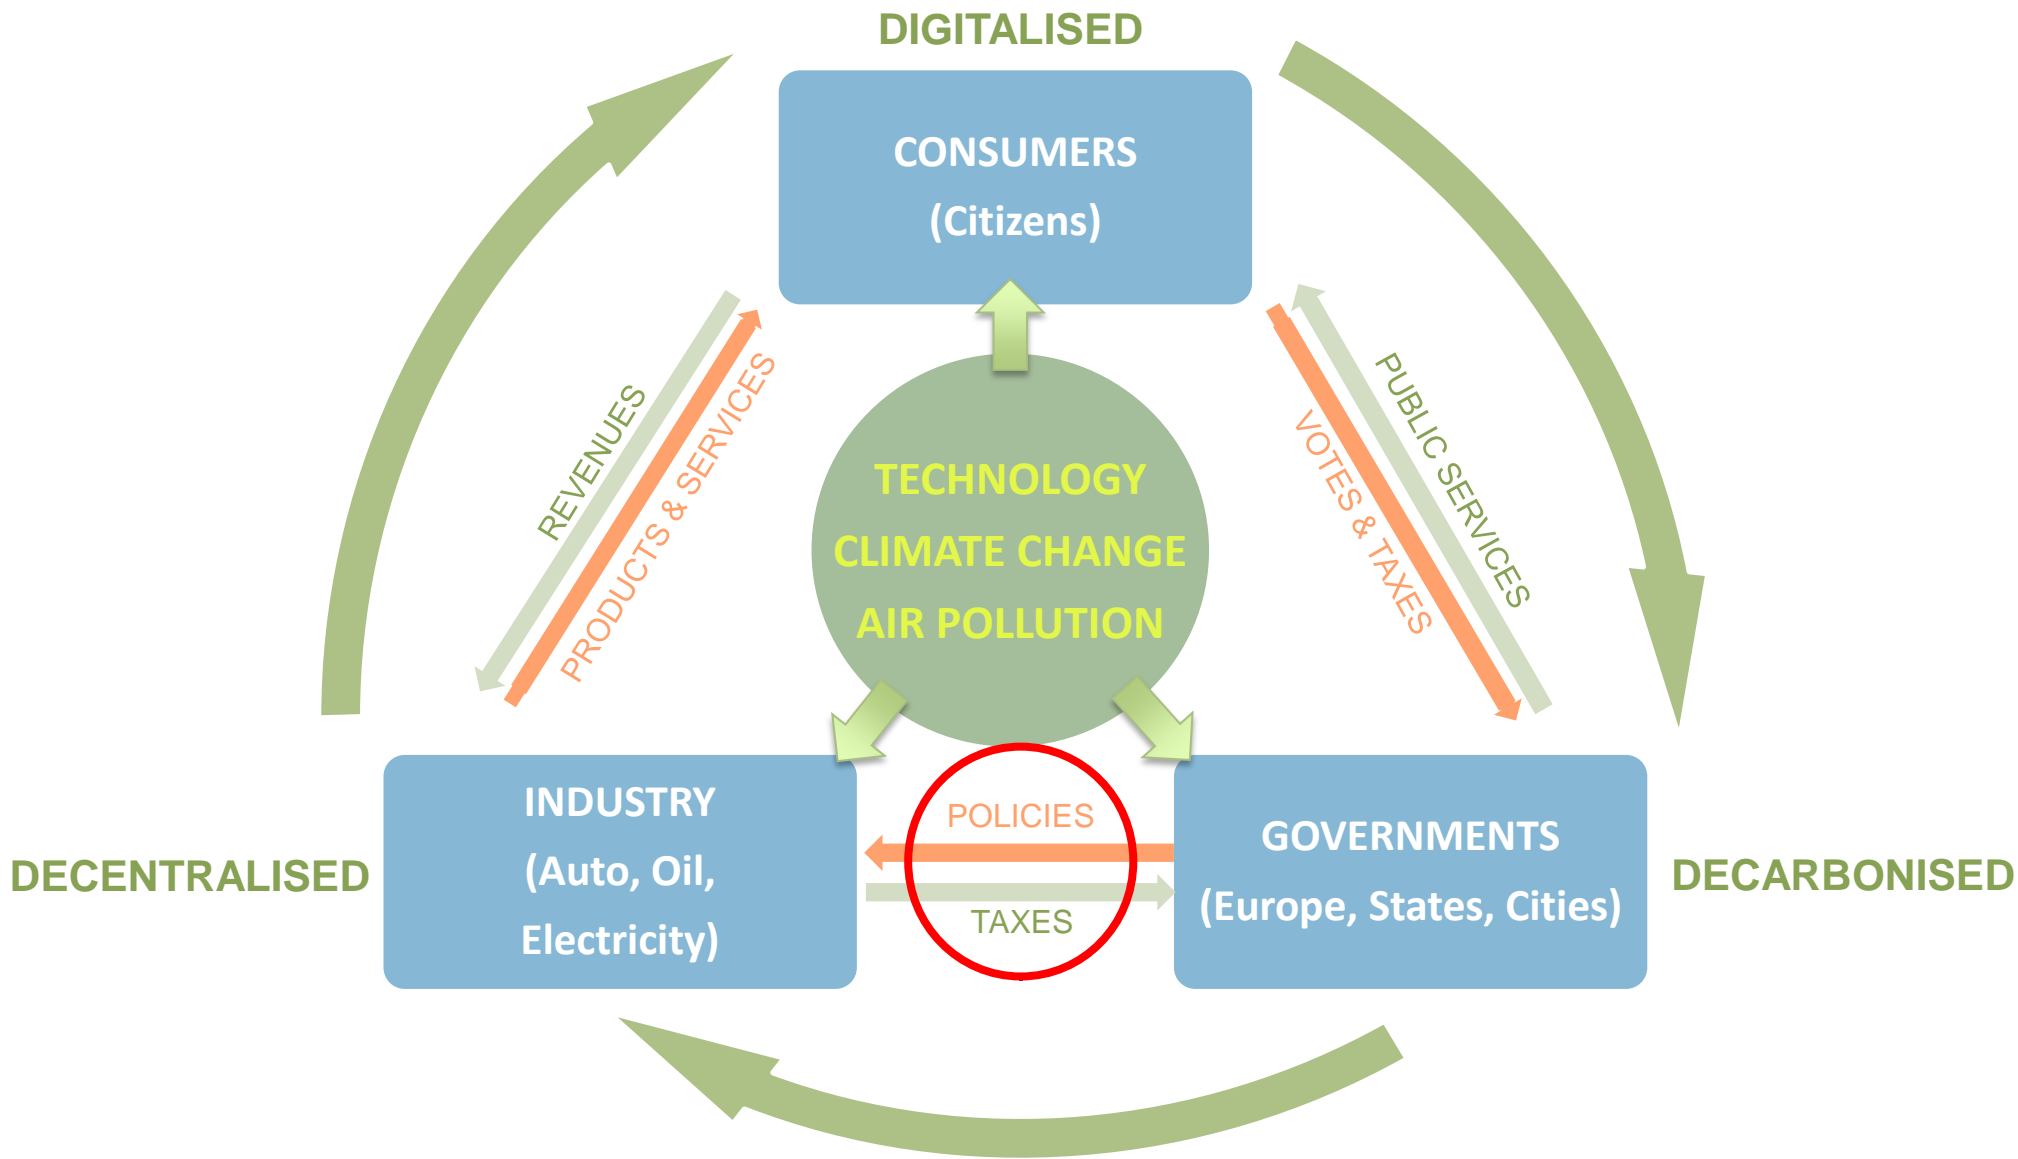 DIGITALISED
CONSUMERS
(Citizens)
REVENUES
PRODUCTS & SERVICES
VOTES & TAXES
PUBLIC SERVICES
TECHNOLOGY
CLIMATE CHANGE
AIR POLLUTION
DECENTRALISED
INDUSTRY
(Auto, Oil,
Electricity)
POLICIES
TAXES
GOVERNMENTS
(Europe, States, Cities)
DECARBONISED